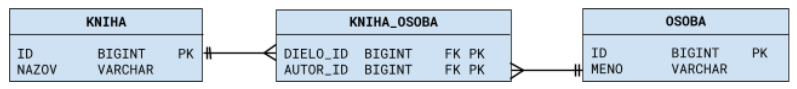 KNIHA
ID BIGINT PK
NAZOV VARCHAR
KNIHA_OSOBA
DIELO_ID BIGINT FK PK
AUTOR_ID BIGINT FK PK
OSOBA
ID BIGINT PK
MENO VARCHAR